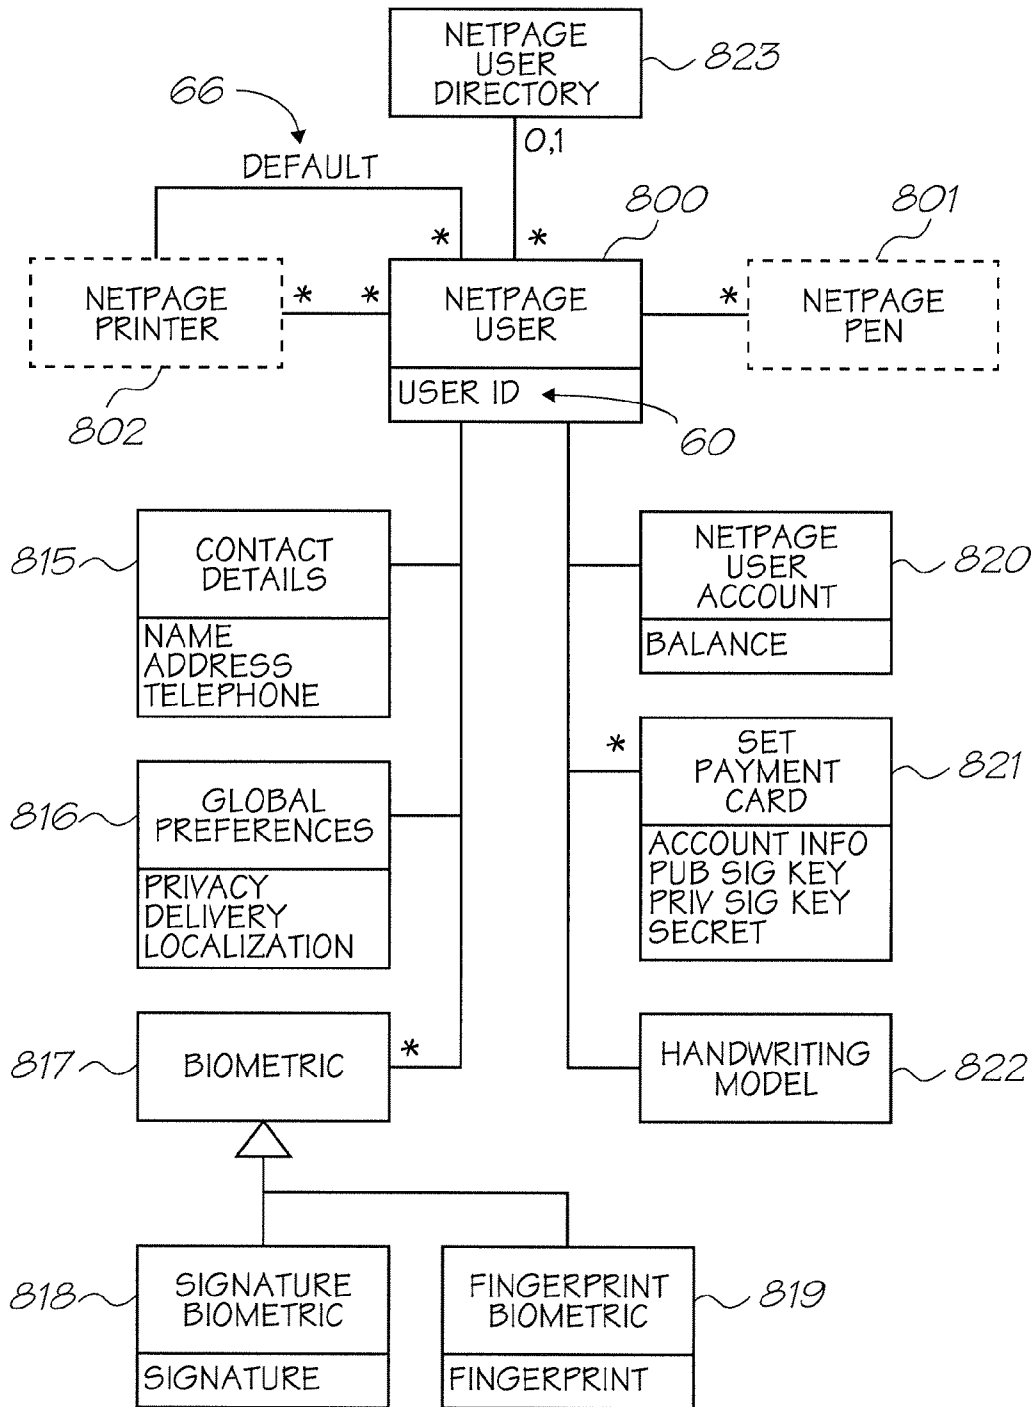 NETPAGE
USER
DIRECTORY
823
66
0,1
DEFAULT
800
801
*
*
NETPAGE
PRINTER
*
*
NETPAGE
USER
*
NETPAGE
PEN
USER ID
802
60
815
CONTACT
DETAILS
NAME
ADDRESS
TELEPHONE
NETPAGE
USER
ACCOUNT
820
BALANCE
816
GLOBAL
PREFERENCES
PRIVACY
DELIVERY
LOCALIZATION
*
SET
PAYMENT
CARD
821
ACCOUNT INFO
PUB SIG KEY
PRIV SIG KEY
SECRET
817
BIOMETRIC
*
HANDWRITING
MODEL
822
818
SIGNATURE
BIOMETRIC
SIGNATURE
FINGERPRINT
BIOMETRIC
819
FINGERPRINT